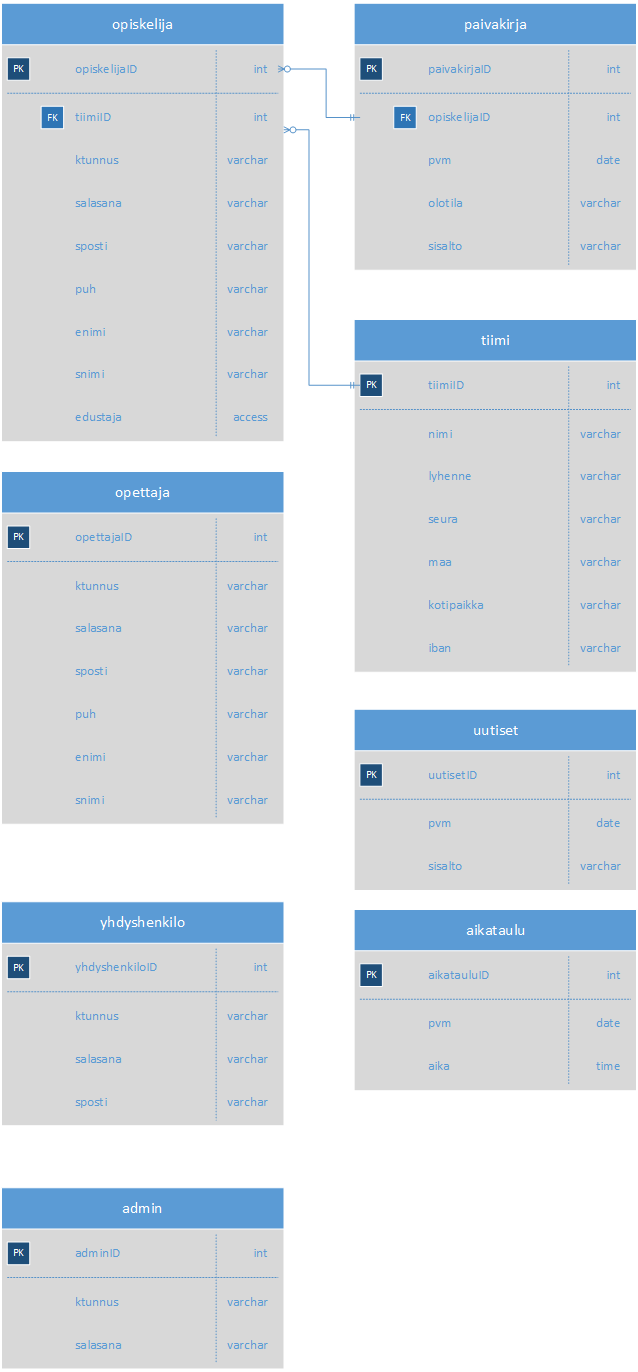 opiskelija
PK opiskelijaID int
FK tiimiID int
ktunnus varchar
salasana varchar
sposti varchar
puh varchar
enimi varchar
snimi varchar
edustaja access
paivakirja
PK paivakirjaID int
FK opiskelijaID int
pvm date
olotila varchar
sisalto varchar
tiimi
PK tiimiID int
nimi varchar
lyhenne varchar
seura varchar
maa varchar
kotipaikka varchar
iban varchar
opettaja
PK opettajaID int
ktunnus varchar
salasana varchar
sposti varchar
puh varchar
enimi varchar
snimi varchar
uutiset
PK uutisetID int
pvm date
sisalto varchar
yhdyshenkilo
PK yhdyshenkiloID int
ktunnus varchar
salasana varchar
sposti varchar
aikataulu
PK aikatauluID int
pvm date
aika time
admin
PK adminID int
ktunnus varchar
salasana varchar